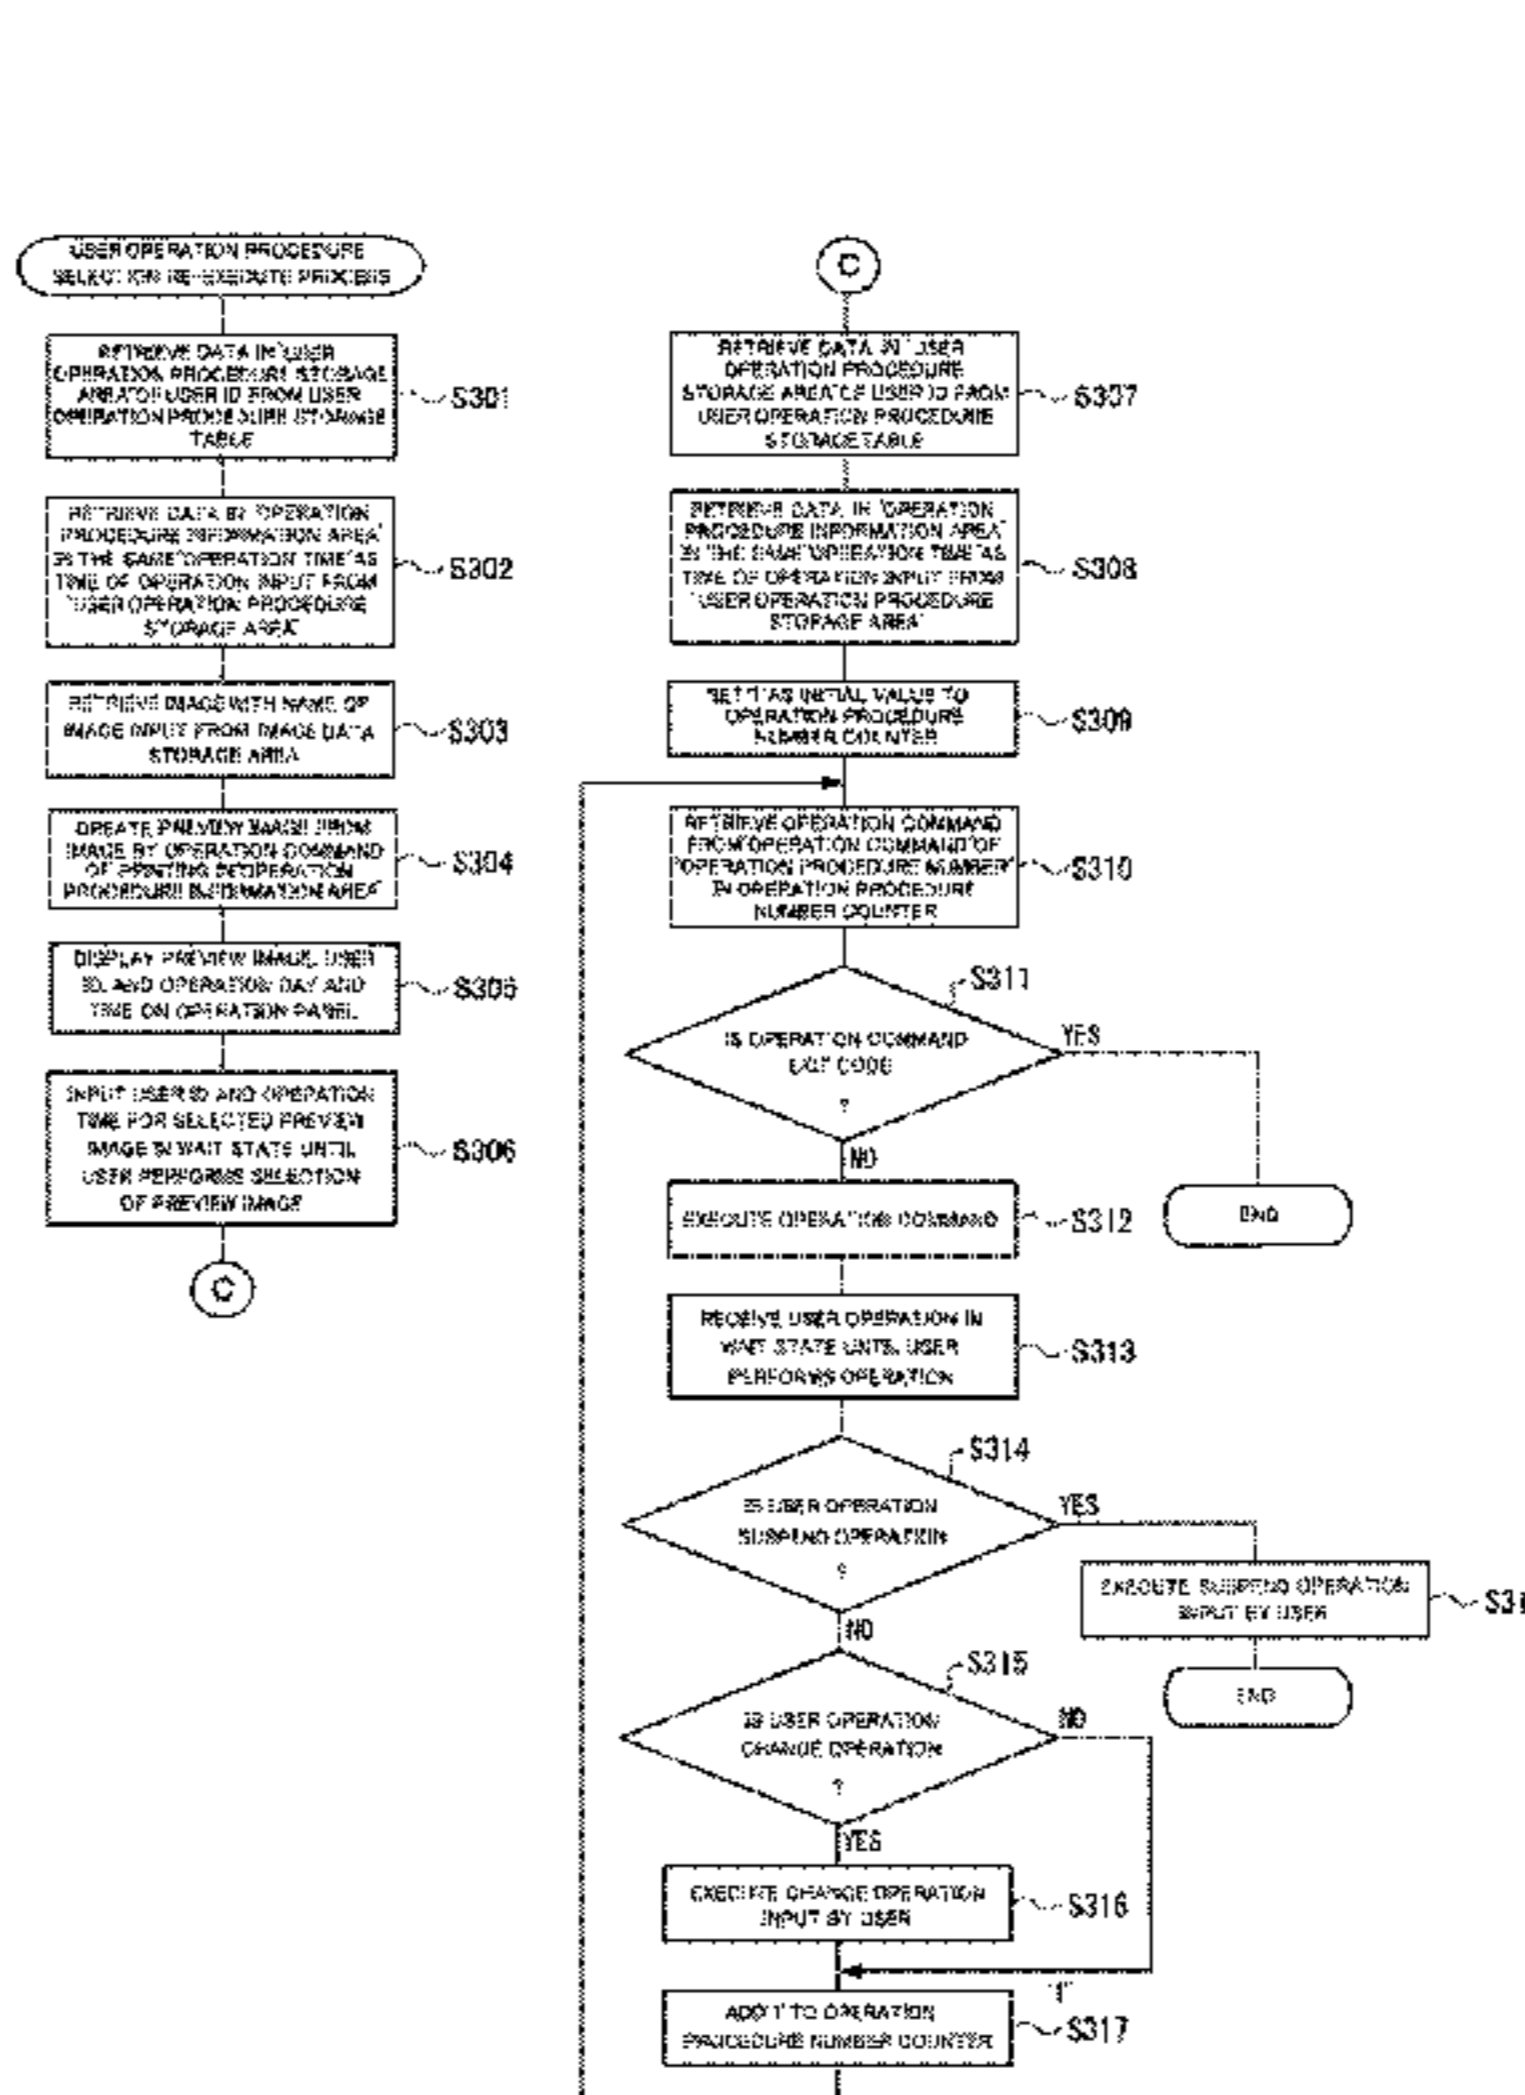 USER OPERATION PROCEDURE
SELECTION RE-EXECUTE PROCESS
RETRIEVE DATA IN "USER
OPERATION PROCEDURE STORAGE
AREA" OF USER ID FROM USER
OPERATION PROCEDURE STORAGE
TABLE
S301
RETRIEVE DATA IN "OPERATION
PROCEDURE INFORMATION AREA"
IN THE SAME "OPERATION TIME" AS
TIME OF OPERATION INPUT FROM
"USER OPERATION PROCEDURE
STORAGE AREA"
S302
RETRIEVE IMAGE WITH NAME OF
IMAGE INPUT FROM IMAGE DATA
STORAGE AREA
S303
CREATE PREVIEW IMAGE FROM
IMAGE BY OPERATION COMMAND
OF PRINTING IN "OPERATION
PROCEDURE INFORMATION AREA"
S304
DISPLAY PREVIEW IMAGE, USER
ID, AND OPERATION DAY AND
TIME ON OPERATION PANEL
S305
INPUT USER ID AND OPERATION
TIME FOR SELECTED PREVIEW
IMAGE IN WAIT STATE UNTIL
USER PERFORMS SELECTION
OF PREVIEW IMAGE
S306
C
C
RETRIEVE DATA IN "USER
OPERATION PROCEDURE
STORAGE AREA" OF USER ID FROM
USER OPERATION PROCEDURE
STORAGE TABLE
S307
RETRIEVE DATA IN "OPERATION
PROCEDURE INFORMATION AREA"
IN THE SAME "OPERATION TIME" AS
TIME OF OPERATION INPUT FROM
"USER OPERATION PROCEDURE
STORAGE AREA"
S308
SET "1" AS INITIAL VALUE TO
OPERATION PROCEDURE
NUMBER COUNTER
S309
RETRIEVE OPERATION COMMAND
FROM "OPERATION COMMAND" OF
"OPERATION PROCEDURE NUMBER"
IN OPERATION PROCEDURE
NUMBER COUNTER
S310
S311
IS OPERATION COMMAND
EXIT CODE
?
YES
NO
END
EXECUTE OPERATION COMMAND
S312
RECEIVE USER OPERATION IN
WAIT STATE UNTIL USER
PERFORMS OPERATION
S313
S314
IS USER OPERATION
SUSPEND OPERATION
?
YES
NO
EXECUTE SUSPEND OPERATION
INPUT BY USER
S31
END
S315
IS USER OPERATION
CHANGE OPERATION
?
NO
YES
EXECUTE CHANGE OPERATION
INPUT BY USER
S316
"1"
ADD "1" TO OPERATION
PROCEDURE NUMBER COUNTER
S317